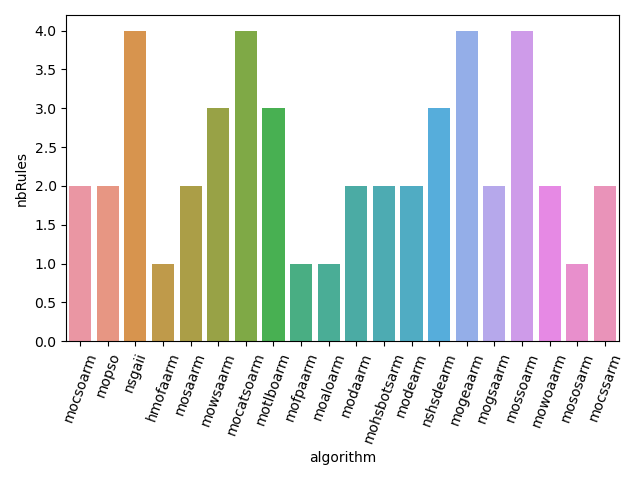 4.0
3.5
3.0
2.5
2.0
1.5
1.0
0.5
0.0
nbRules
mocsoarm
mopso
nsgaii
hmofaarm
mosaarm
mowsaarm
mocatsoarm
motlboarm
mofpaarm
moaloarm
modaarm
mohsbotsarm
modearm
nshsdearm
mogeaarm
mogsaarm
mossoarm
mowoaarm
mososarm
mocssarm
algorithm